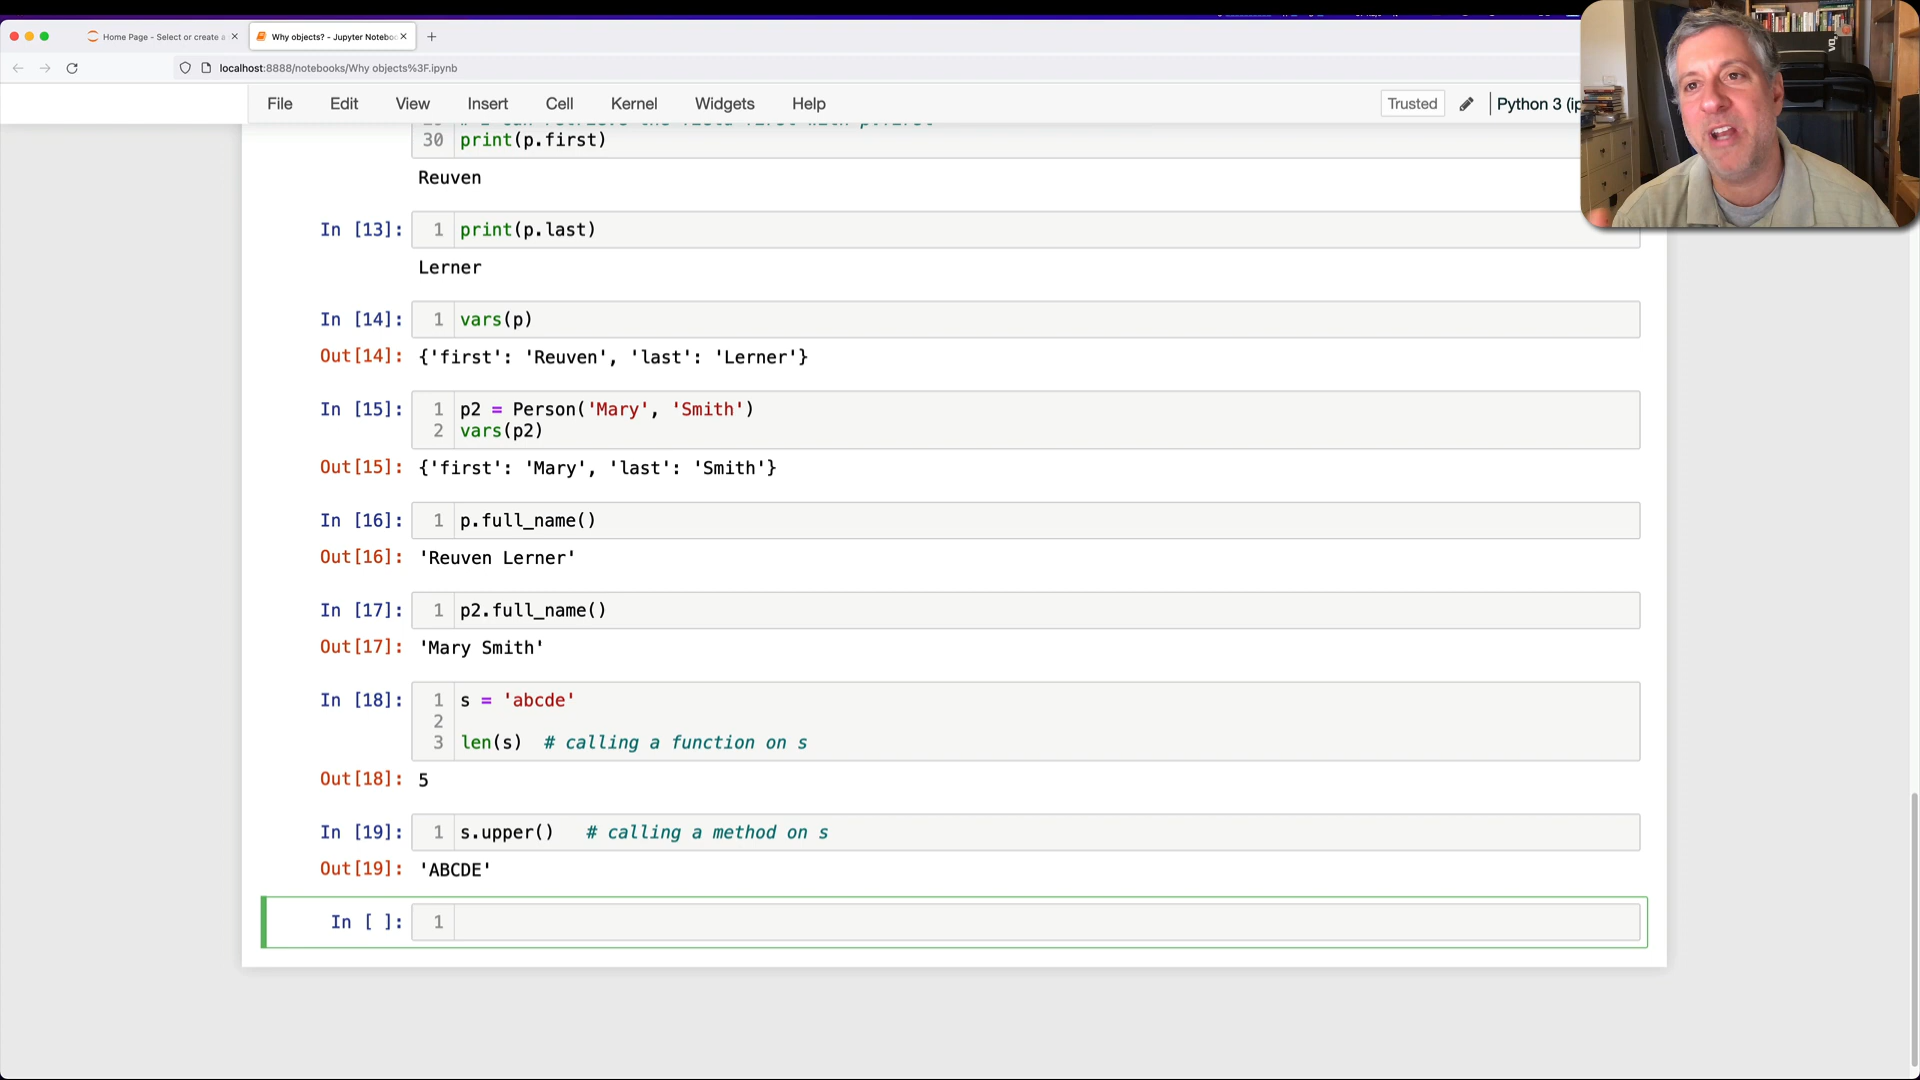 Home Page - Select or create a
Why objects? - Jupyter Notebo
localhost:8888/notebooks/Why objects%3F.ipynb
File Edit View Insert Cell Kernel Widgets Help Trusted Python 3 (ip
30 print(p.first)
Reuven
In [13]: 1 print(p.last)
Lerner
In [14]: 1 vars(p)
Out[14]: {'first': 'Reuven', 'last': 'Lerner'}
In [15]: 1 p2 = Person('Mary', 'Smith')
2 vars(p2)
Out[15]: {'first': 'Mary', 'last': 'Smith'}
In [16]: 1 p.full_name()
Out[16]: 'Reuven Lerner'
In [17]: 1 p2.full_name()
Out[17]: 'Mary Smith'
In [18]: 1 s = 'abcde'
2
3 len(s) # calling a function on s
Out[18]: 5
In [19]: 1 s.upper() # calling a method on s
Out[19]: 'ABCDE'
In [ ]: 1